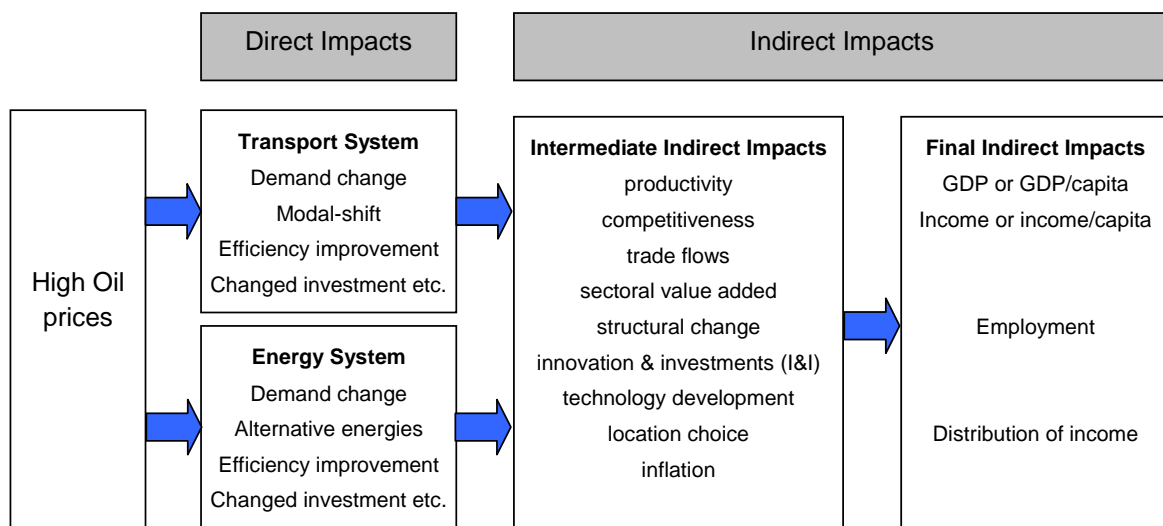 Direct Impacts
Indirect Impacts
High Oil
prices
Transport System
Demand change
Modal-shift
Efficiency improvement
Changed investment etc.
Energy System
Demand change
Alternative energies
Efficiency improvement
Changed investment etc.
Intermediate Indirect Impacts
productivity
competitiveness
trade flows
sectoral value added
structural change
innovation & investments (I&I)
technology development
location choice
inflation
Final Indirect Impacts
GDP or GDP/capita
Income or income/capita
Employment
Distribution of income